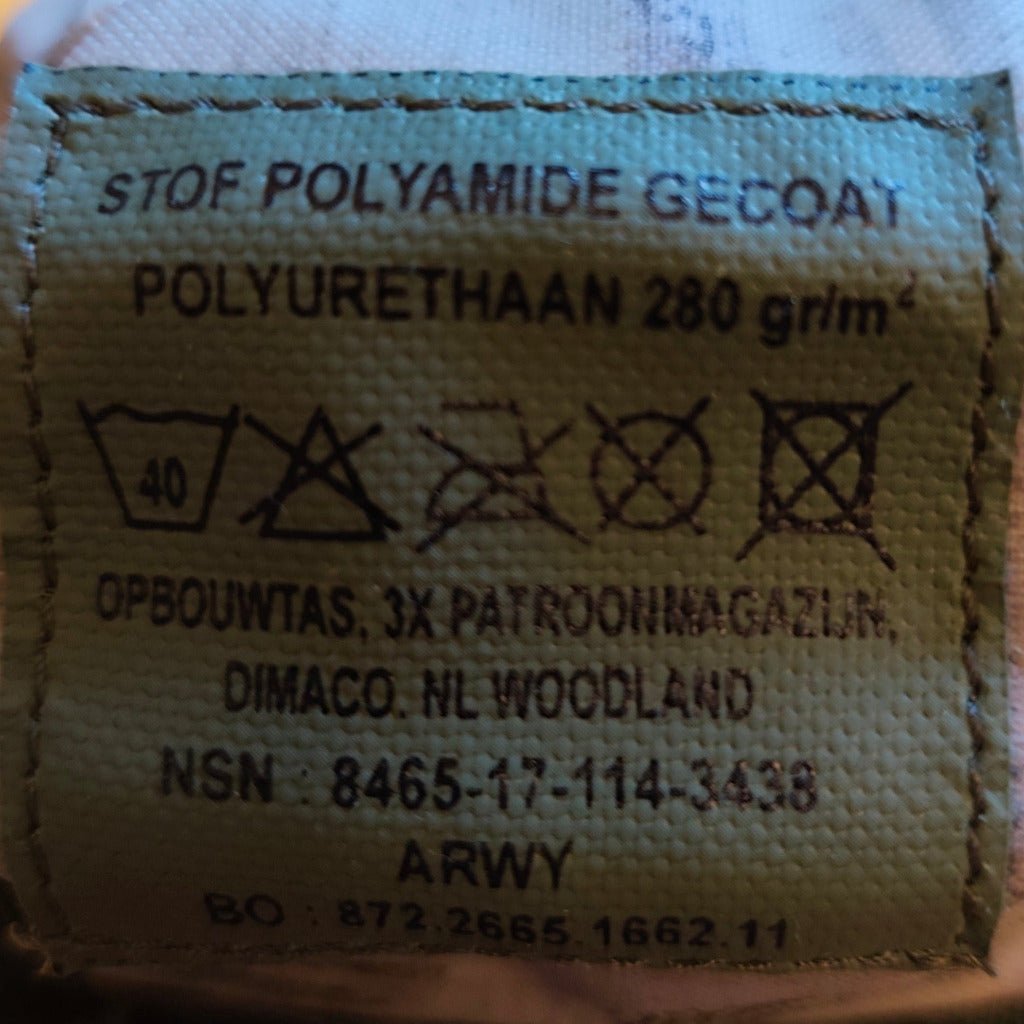 STOF POLYAMIDE GECOAT
POLYURETHAAN 280 gr/m²
40
OPBOUWTAS, 3X PATROONMAGAZIJN,
DIMACO. NL WOODLAND
NSN : 8465-17-114-3438
ARWY
BO : 872.2665.1662.11